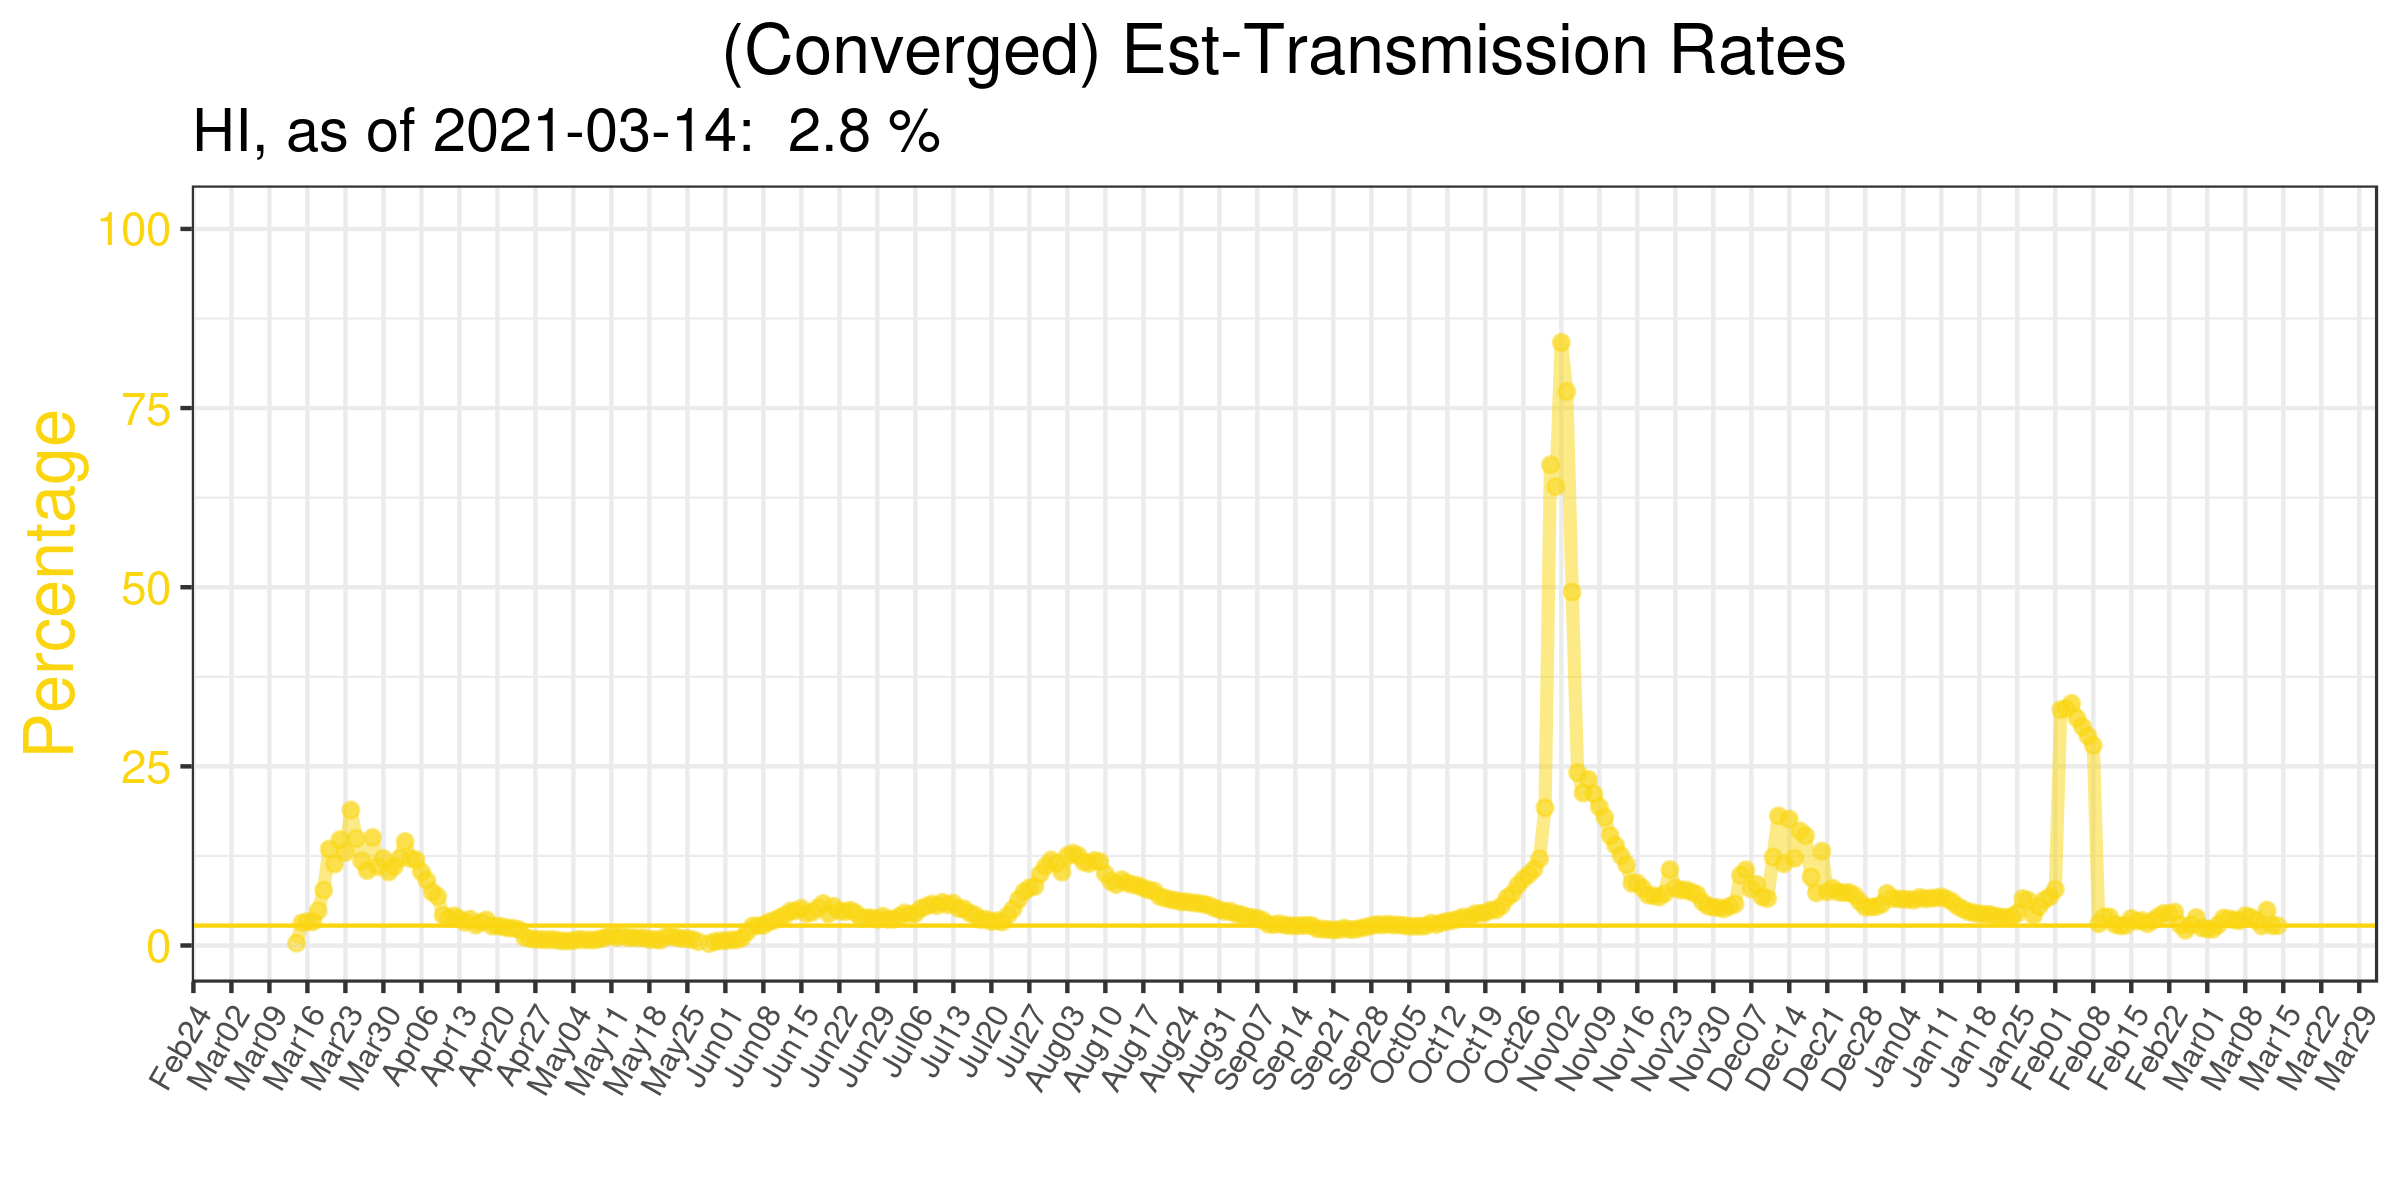 (Converged) Est-Transmission Rates
HI, as of 2021-03-14:  2.8 %
Percentage
100
75
50
25
0
Feb24
Mar02
Mar09
Mar16
Mar23
Mar30
Apr06
Apr13
Apr20
Apr27
May04
May11
May18
May25
Jun01
Jun08
Jun15
Jun22
Jun29
Jul06
Jul13
Jul20
Jul27
Aug03
Aug10
Aug17
Aug24
Aug31
Sep07
Sep14
Sep21
Sep28
Oct05
Oct12
Oct19
Oct26
Nov02
Nov09
Nov16
Nov23
Nov30
Dec07
Dec14
Dec21
Dec28
Jan04
Jan11
Jan18
Jan25
Feb01
Feb08
Feb15
Feb22
Mar01
Mar08
Mar15
Mar22
Mar29